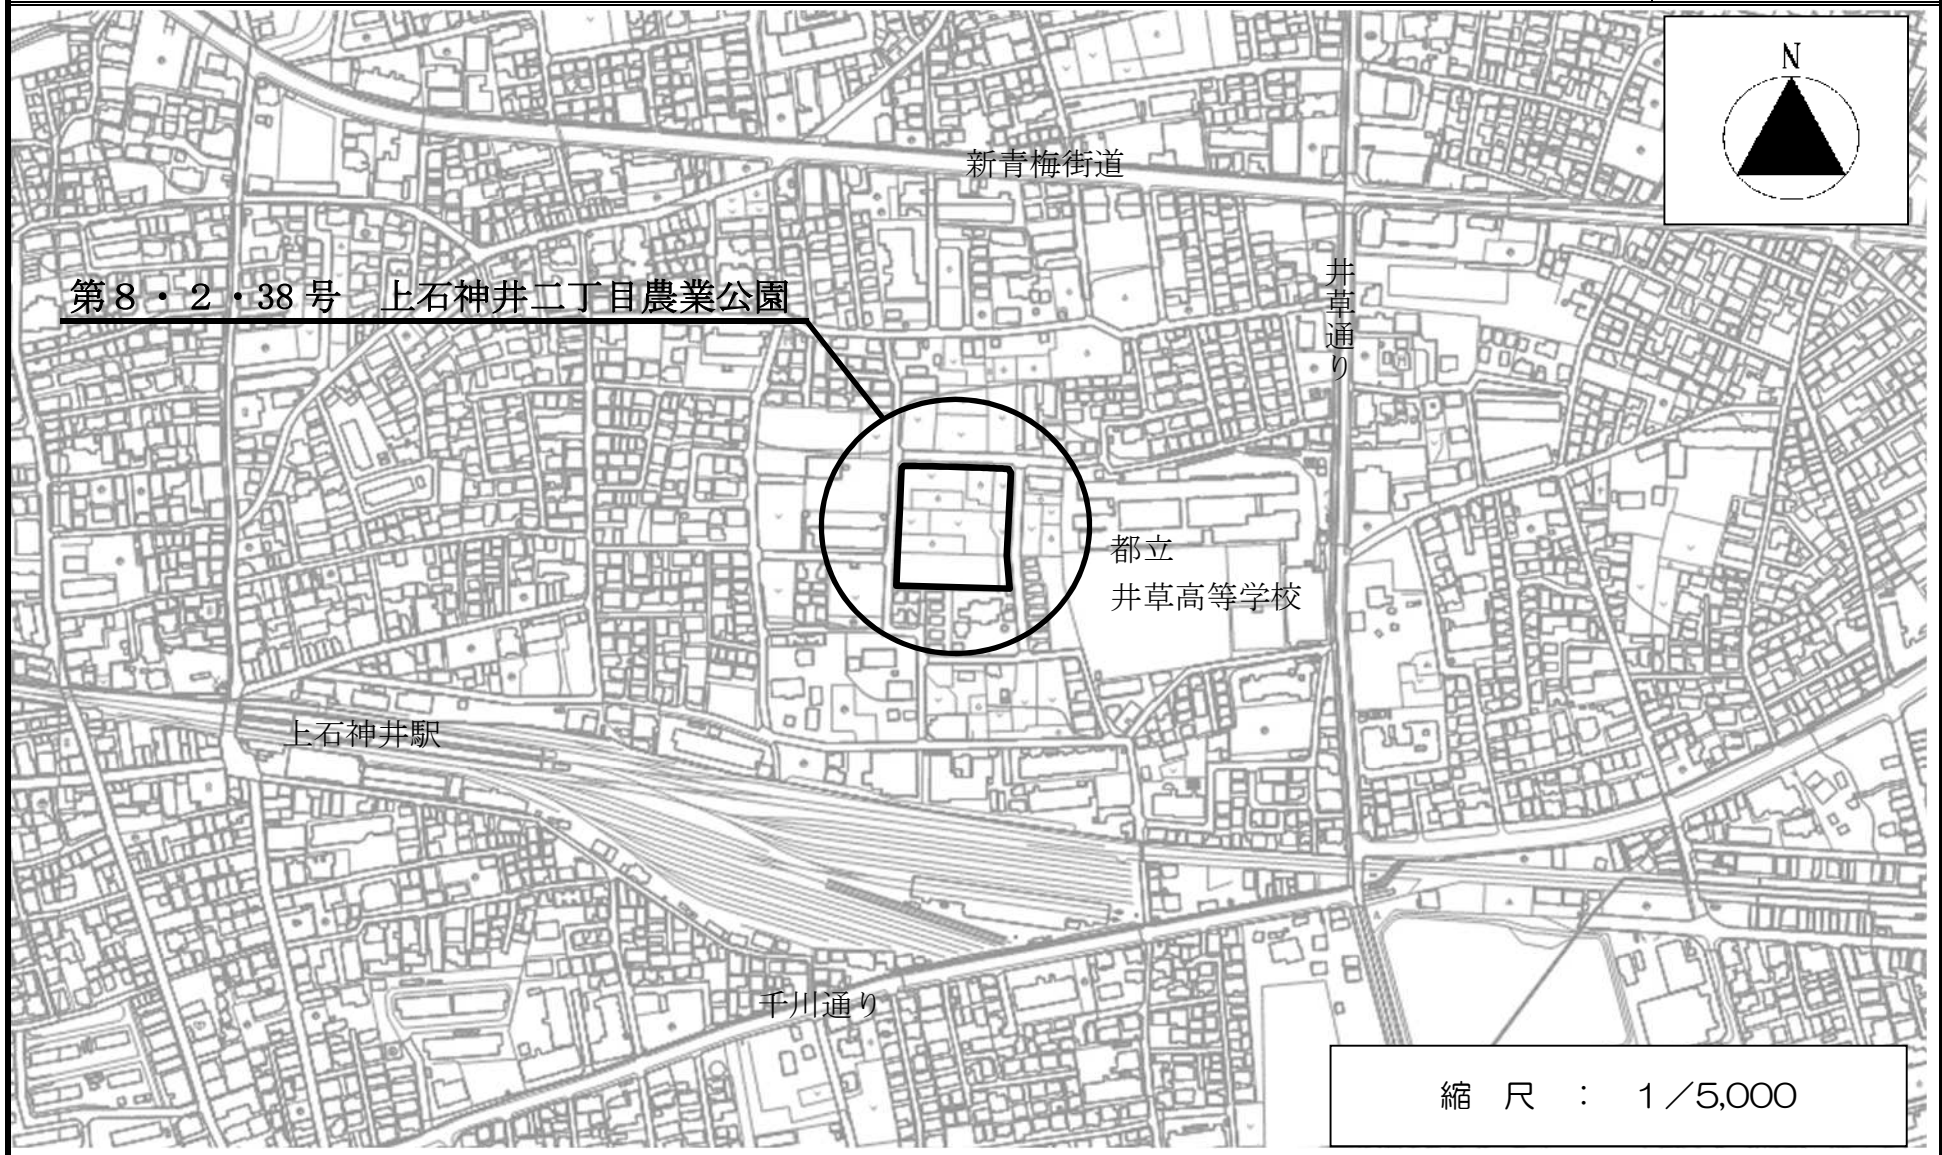 N
新青梅街道
井草通り
第８・２・38号　上石神井二丁目農業公園
都立
井草高等学校
上石神井駅
千川通り
縮　尺　：　１／5,000